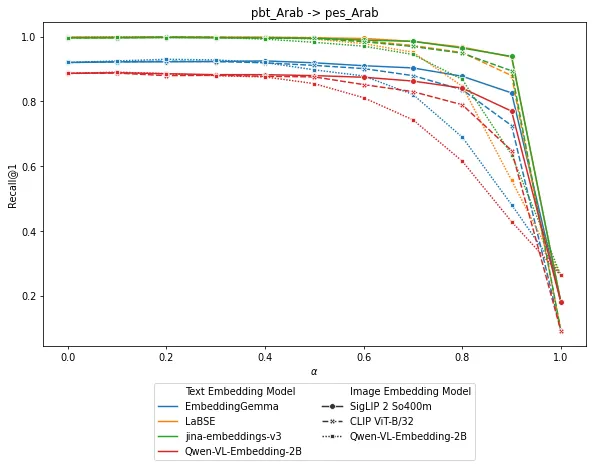 pbt_Arab -> pes_Arab
Recall@1
1.0
0.8
0.6
0.4
0.2
0.0 0.2 0.4 0.6 0.8 1.0
α
Text Embedding Model
EmbeddingGemma
LaBSE
jina-embeddings-v3
Qwen-VL-Embedding-2B
Image Embedding Model
SigLIP 2 So400m
CLIP ViT-B/32
Qwen-VL-Embedding-2B